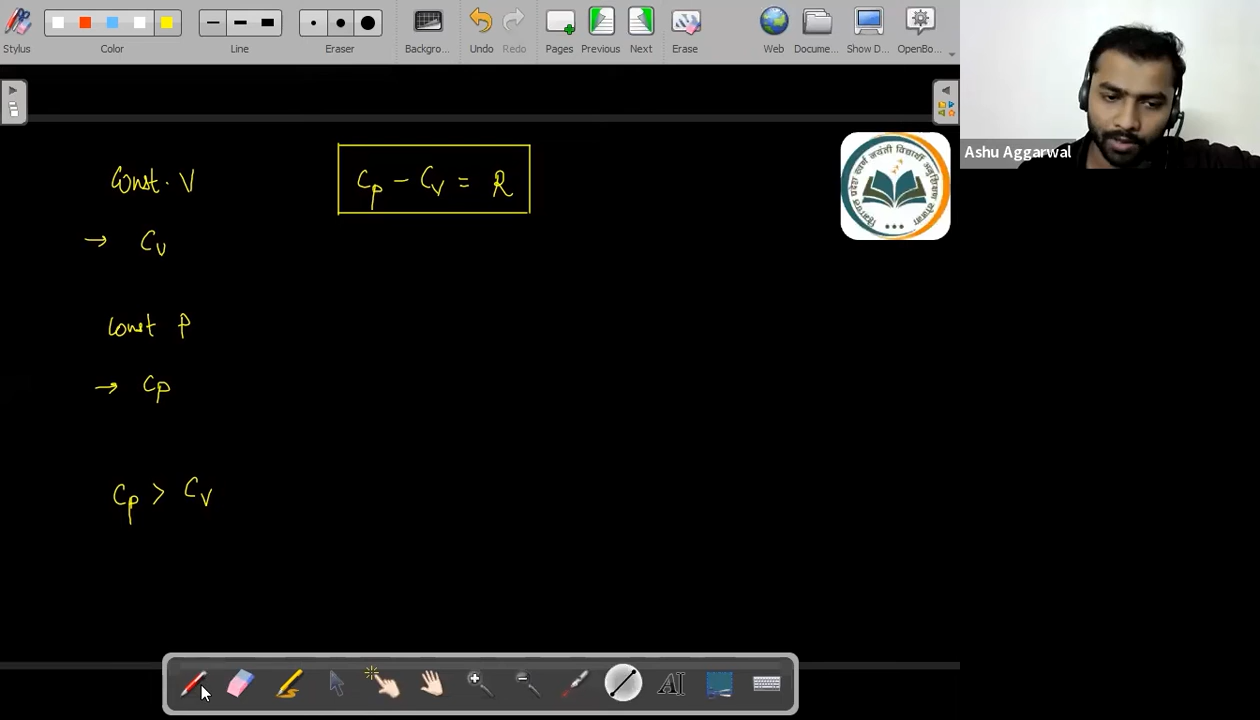 Stylus
Color
Line
Eraser
Backgro...
Undo
Redo
Pages
Previous
Next
Erase
Web
Docume...
Show D...
OpenBo...
Ashu Aggarwal
Const. V
→ Cv
Const P
→ Cp
Cp > Cv
Cp − Cv = R